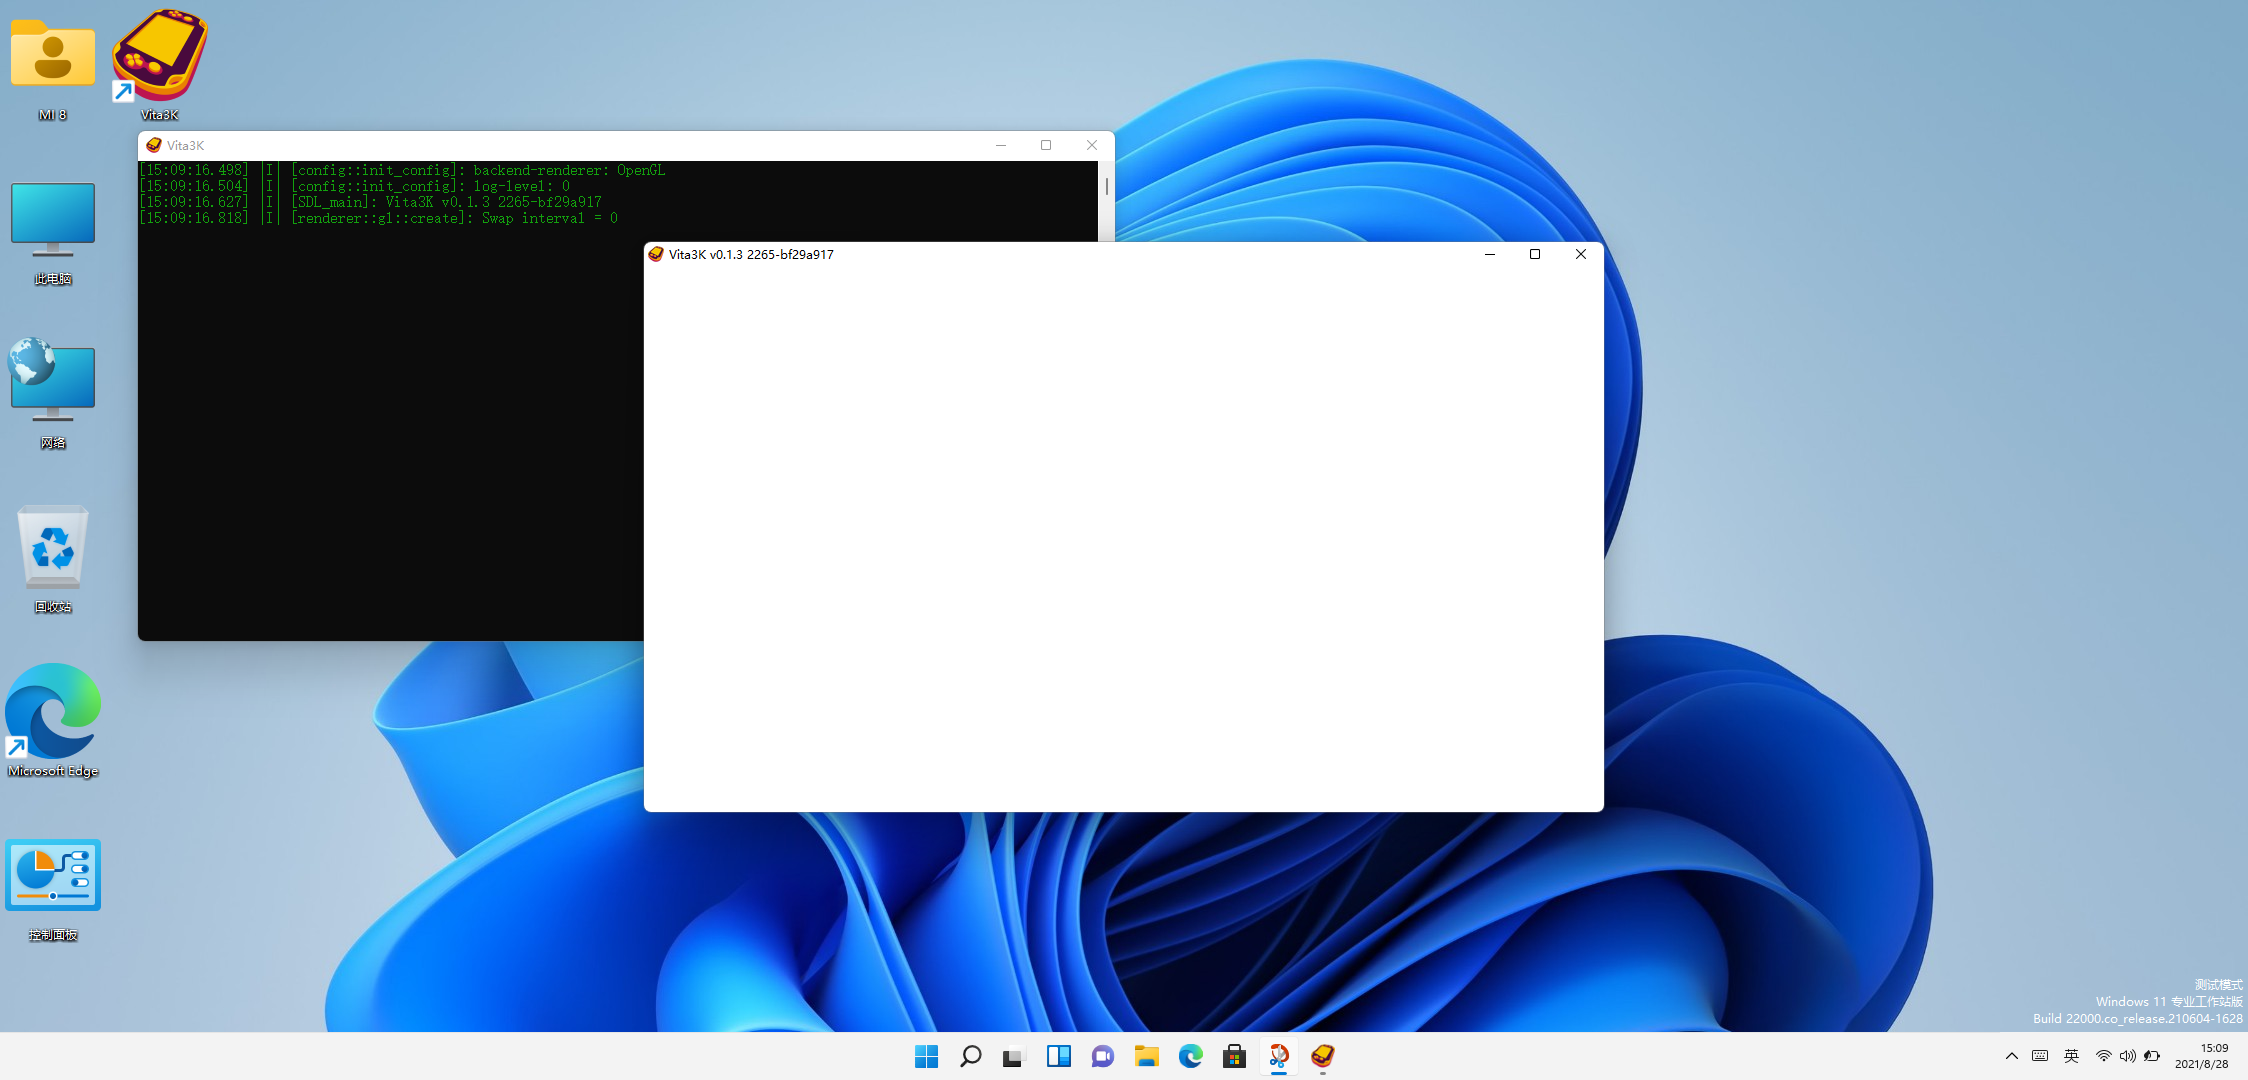 MI 8
Vita3K
此电脑
网络
回收站
Microsoft Edge
控制面板
Vita3K
[15:09:16.498] |I| [config::init_config]: backend-renderer: OpenGL
[15:09:16.504] |I| [config::init_config]: log-level: 0
[15:09:16.627] |I| [SDL_main]: Vita3K v0.1.3 2265-bf29a917
[15:09:16.818] |I| [renderer::gl::create]: Swap interval = 0
Vita3K v0.1.3 2265-bf29a917
测试模式
Windows 11 专业工作站版
Build 22000.co_release.210604-1628
英
15:09
2021/8/28